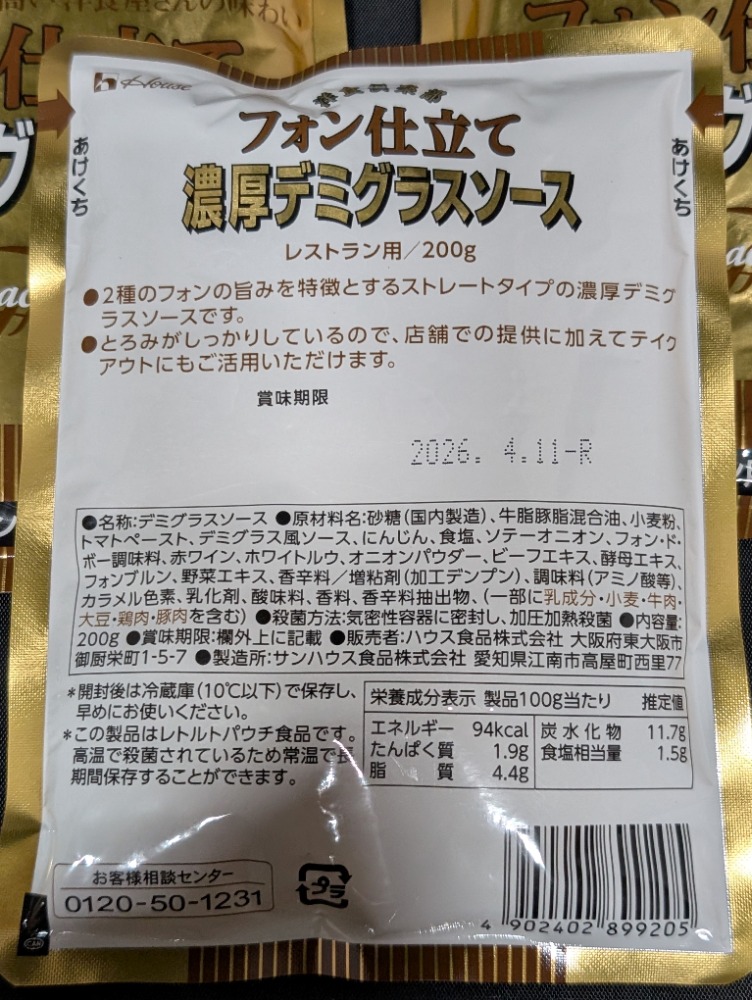 高い洋食屋さんの味わい
House
フォン仕立て
濃厚デミグラスソース
レストラン用/200g
あけくち
あけくち
●2種のフォンの旨みを特徴とするストレートタイプの濃厚デミグ
ラスソースです。
●とろみがしっかりしているので、店舗での提供に加えてテイク
アウトにもご活用いただけます。
賞味期限
2026. 4.11-R
●名称:デミグラスソース ●原材料名:砂糖(国内製造)、牛脂豚脂混合油、小麦粉、
トマトペースト、デミグラス風ソース、にんじん、食塩、ソテーオニオン、フォン・ド・
ボー調味料、赤ワイン、ホワイトルウ、オニオンパウダー、ビーフエキス、酵母エキス、
フォンブルン、野菜エキス、香辛料/増粘剤(加工デンプン)、調味料(アミノ酸等)、
カラメル色素、乳化剤、酸味料、香料、香辛料抽出物、(一部に乳成分・小麦・牛肉・
大豆・鶏肉・豚肉を含む) ●殺菌方法:気密性容器に密封し、加圧加熱殺菌 ●内容量:
200g ●賞味期限:欄外上に記載 ●販売者:ハウス食品株式会社 大阪府東大阪市
御厨栄町1-5-7 ●製造所:サンハウス食品株式会社 愛知県江南市高屋町西里77
*開封後は冷蔵庫(10℃以下)で保存し、
早めにお使いください。
*この製品はレトルトパウチ食品です。
高温で殺菌されているため常温で長
期間保存することができます。
栄養成分表示 製品100g当たり 推定値
エネルギー 94kcal 炭水化物 11.7g
たんぱく質 1.9g 食塩相当量 1.5g
脂質 4.4g
お客様相談センター
0120-50-1231
プラ
4 902402 899205